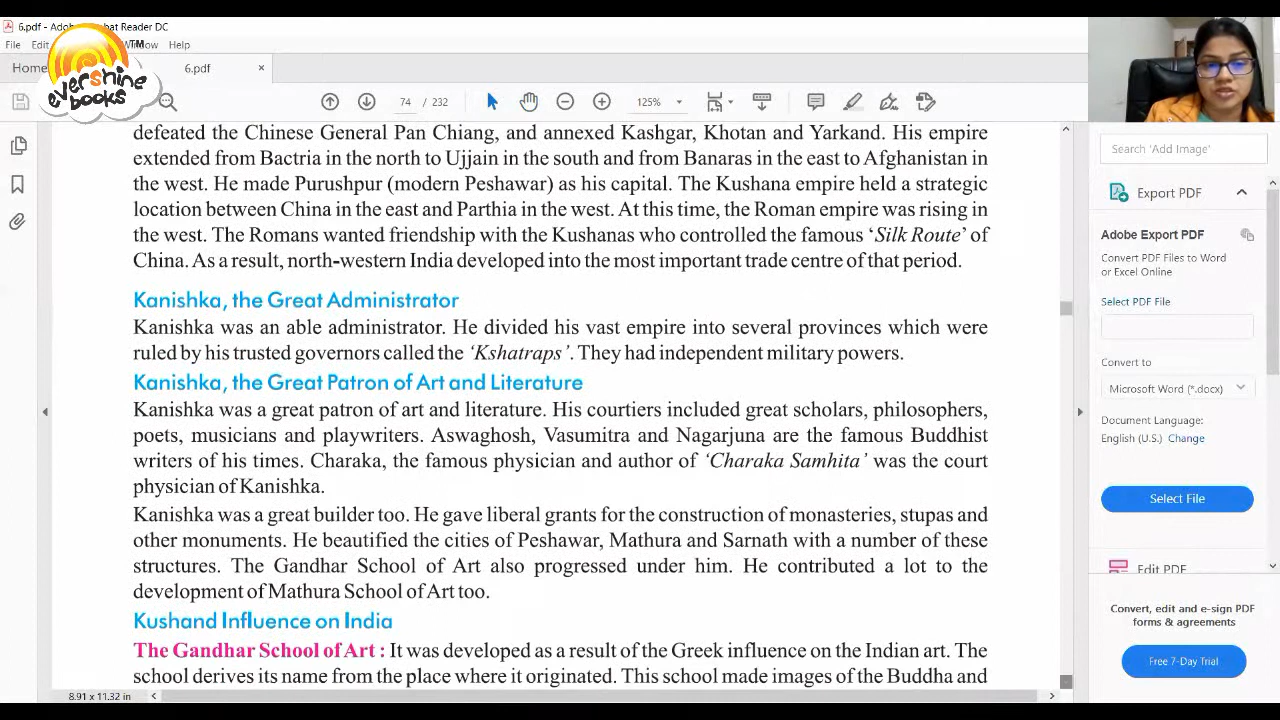 6.pdf - Adobe Acrobat Reader DC
File Edit Window Help
Home 6.pdf ×
74 / 232 125%
evershine
books
TM
defeated the Chinese General Pan Chiang, and annexed Kashgar, Khotan and Yarkand. His empire
extended from Bactria in the north to Ujjain in the south and from Banaras in the east to Afghanistan in
the west. He made Purushpur (modern Peshawar) as his capital. The Kushana empire held a strategic
location between China in the east and Parthia in the west. At this time, the Roman empire was rising in
the west. The Romans wanted friendship with the Kushanas who controlled the famous ‘Silk Route’ of
China. As a result, north-western India developed into the most important trade centre of that period.
Kanishka, the Great Administrator
Kanishka was an able administrator. He divided his vast empire into several provinces which were
ruled by his trusted governors called the ‘Kshatraps’. They had independent military powers.
Kanishka, the Great Patron of Art and Literature
Kanishka was a great patron of art and literature. His courtiers included great scholars, philosophers,
poets, musicians and playwriters. Aswaghosh, Vasumitra and Nagarjuna are the famous Buddhist
writers of his times. Charaka, the famous physician and author of ‘Charaka Samhita’ was the court
physician of Kanishka.
Kanishka was a great builder too. He gave liberal grants for the construction of monasteries, stupas and
other monuments. He beautified the cities of Peshawar, Mathura and Sarnath with a number of these
structures. The Gandhar School of Art also progressed under him. He contributed a lot to the
development of Mathura School of Art too.
Kushand Influence on India
The Gandhar School of Art : It was developed as a result of the Greek influence on the Indian art. The
school derives its name from the place where it originated. This school made images of the Buddha and
8.91 x 11.32 in
Search 'Add Image'
Export PDF
Adobe Export PDF
Convert PDF Files to Word
or Excel Online
Select PDF File
Convert to
Microsoft Word (*.docx)
Document Language:
English (U.S.) Change
Select File
Edit PDF
Convert, edit and e-sign PDF
forms & agreements
Free 7-Day Trial